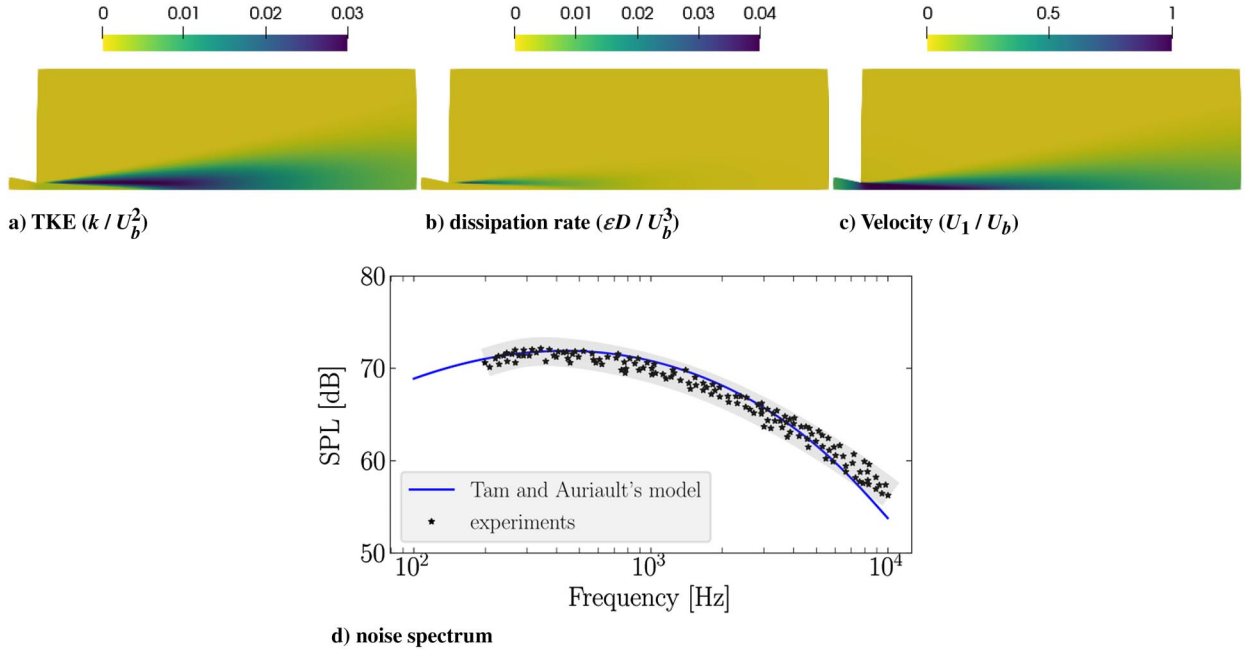 0 0.01 0.02 0.03 0 0.01 0.02 0.03 0.04 0 0.5 1
a) TKE (k / U_b^2) b) dissipation rate (εD / U_b^3) c) Velocity (U_1 / U_b)
80
70
60
50
SPL [dB]
Tam and Auriault's model
experiments
10^2 10^3 10^4
Frequency [Hz]
d) noise spectrum